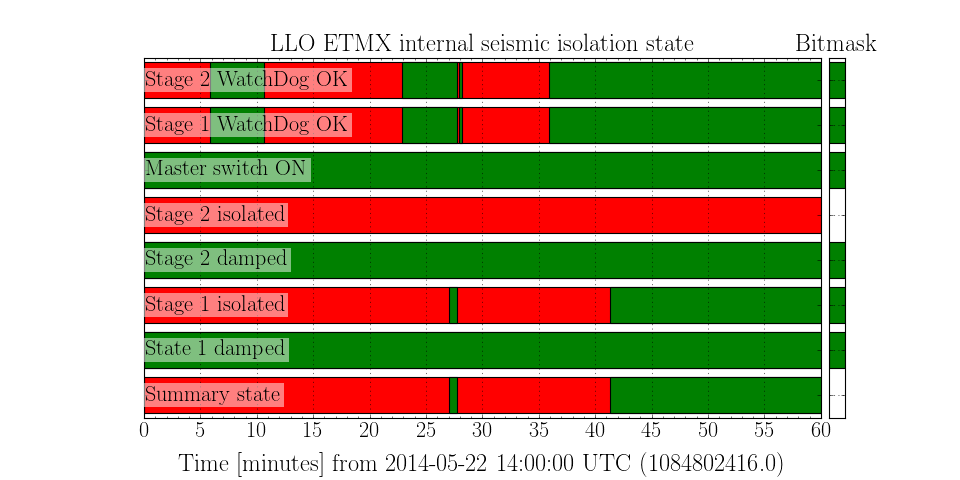 LLO ETMX internal seismic isolation state
Bitmask
Stage 2 WatchDog OK
Stage 1 WatchDog OK
Master switch ON
Stage 2 isolated
Stage 2 damped
Stage 1 isolated
State 1 damped
Summary state
0 5 10 15 20 25 30 35 40 45 50 55 60
Time [minutes] from 2014-05-22 14:00:00 UTC (1084802416.0)